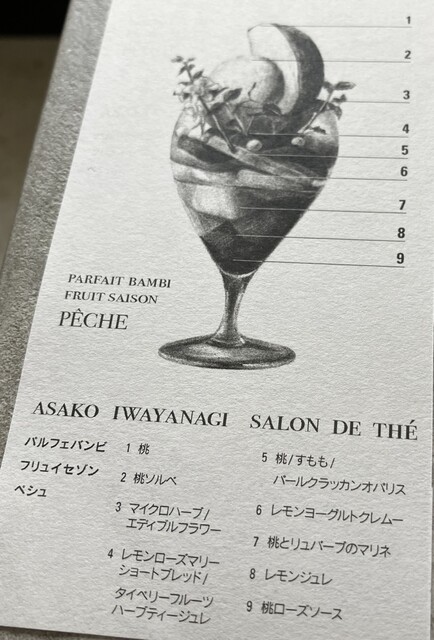 1
2
3
4
5
6
7
8
9
PARFAIT BAMBI
FRUIT SAISON
PÊCHE
ASAKO IWAYANAGI SALON DE THÉ
パルフェバンビ
フリュイセゾン
ペシュ
1 桃
2 桃ソルベ
3 マイクロハーブ/
エディブルフラワー
4 レモンローズマリー
ショートブレッド/
タイベリーフルーツ
ハーブティージュレ
5 桃/すもも/
パールクラッカンオパリス
6 レモンヨーグルトクレムー
7 桃とリュバーブのマリネ
8 レモンジュレ
9 桃ローズソース